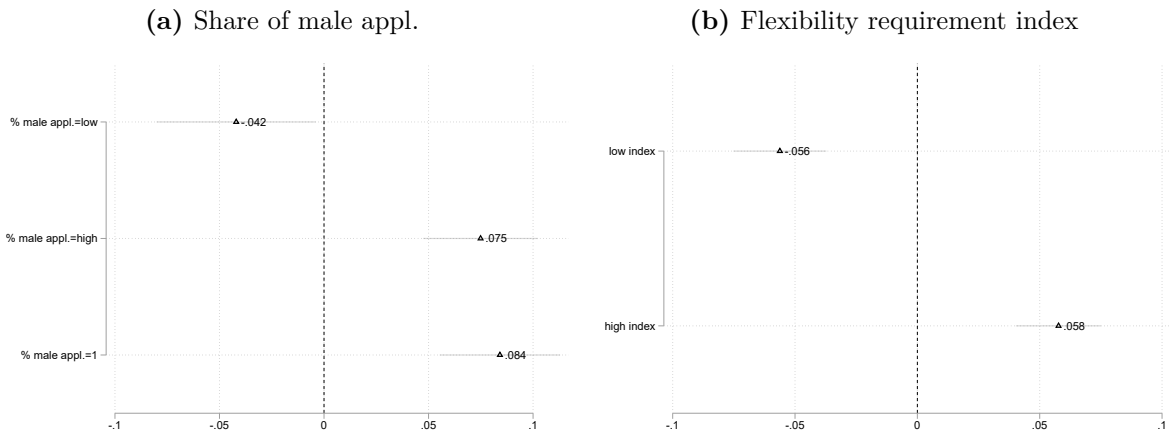 (a) Share of male appl.
% male appl.=low
-.042
% male appl.=high
.075
% male appl.=1
.084
-.1 -.05 0 .05 .1
(b) Flexibility requirement index
low index
-.056
high index
.058
-.1 -.05 0 .05 .1